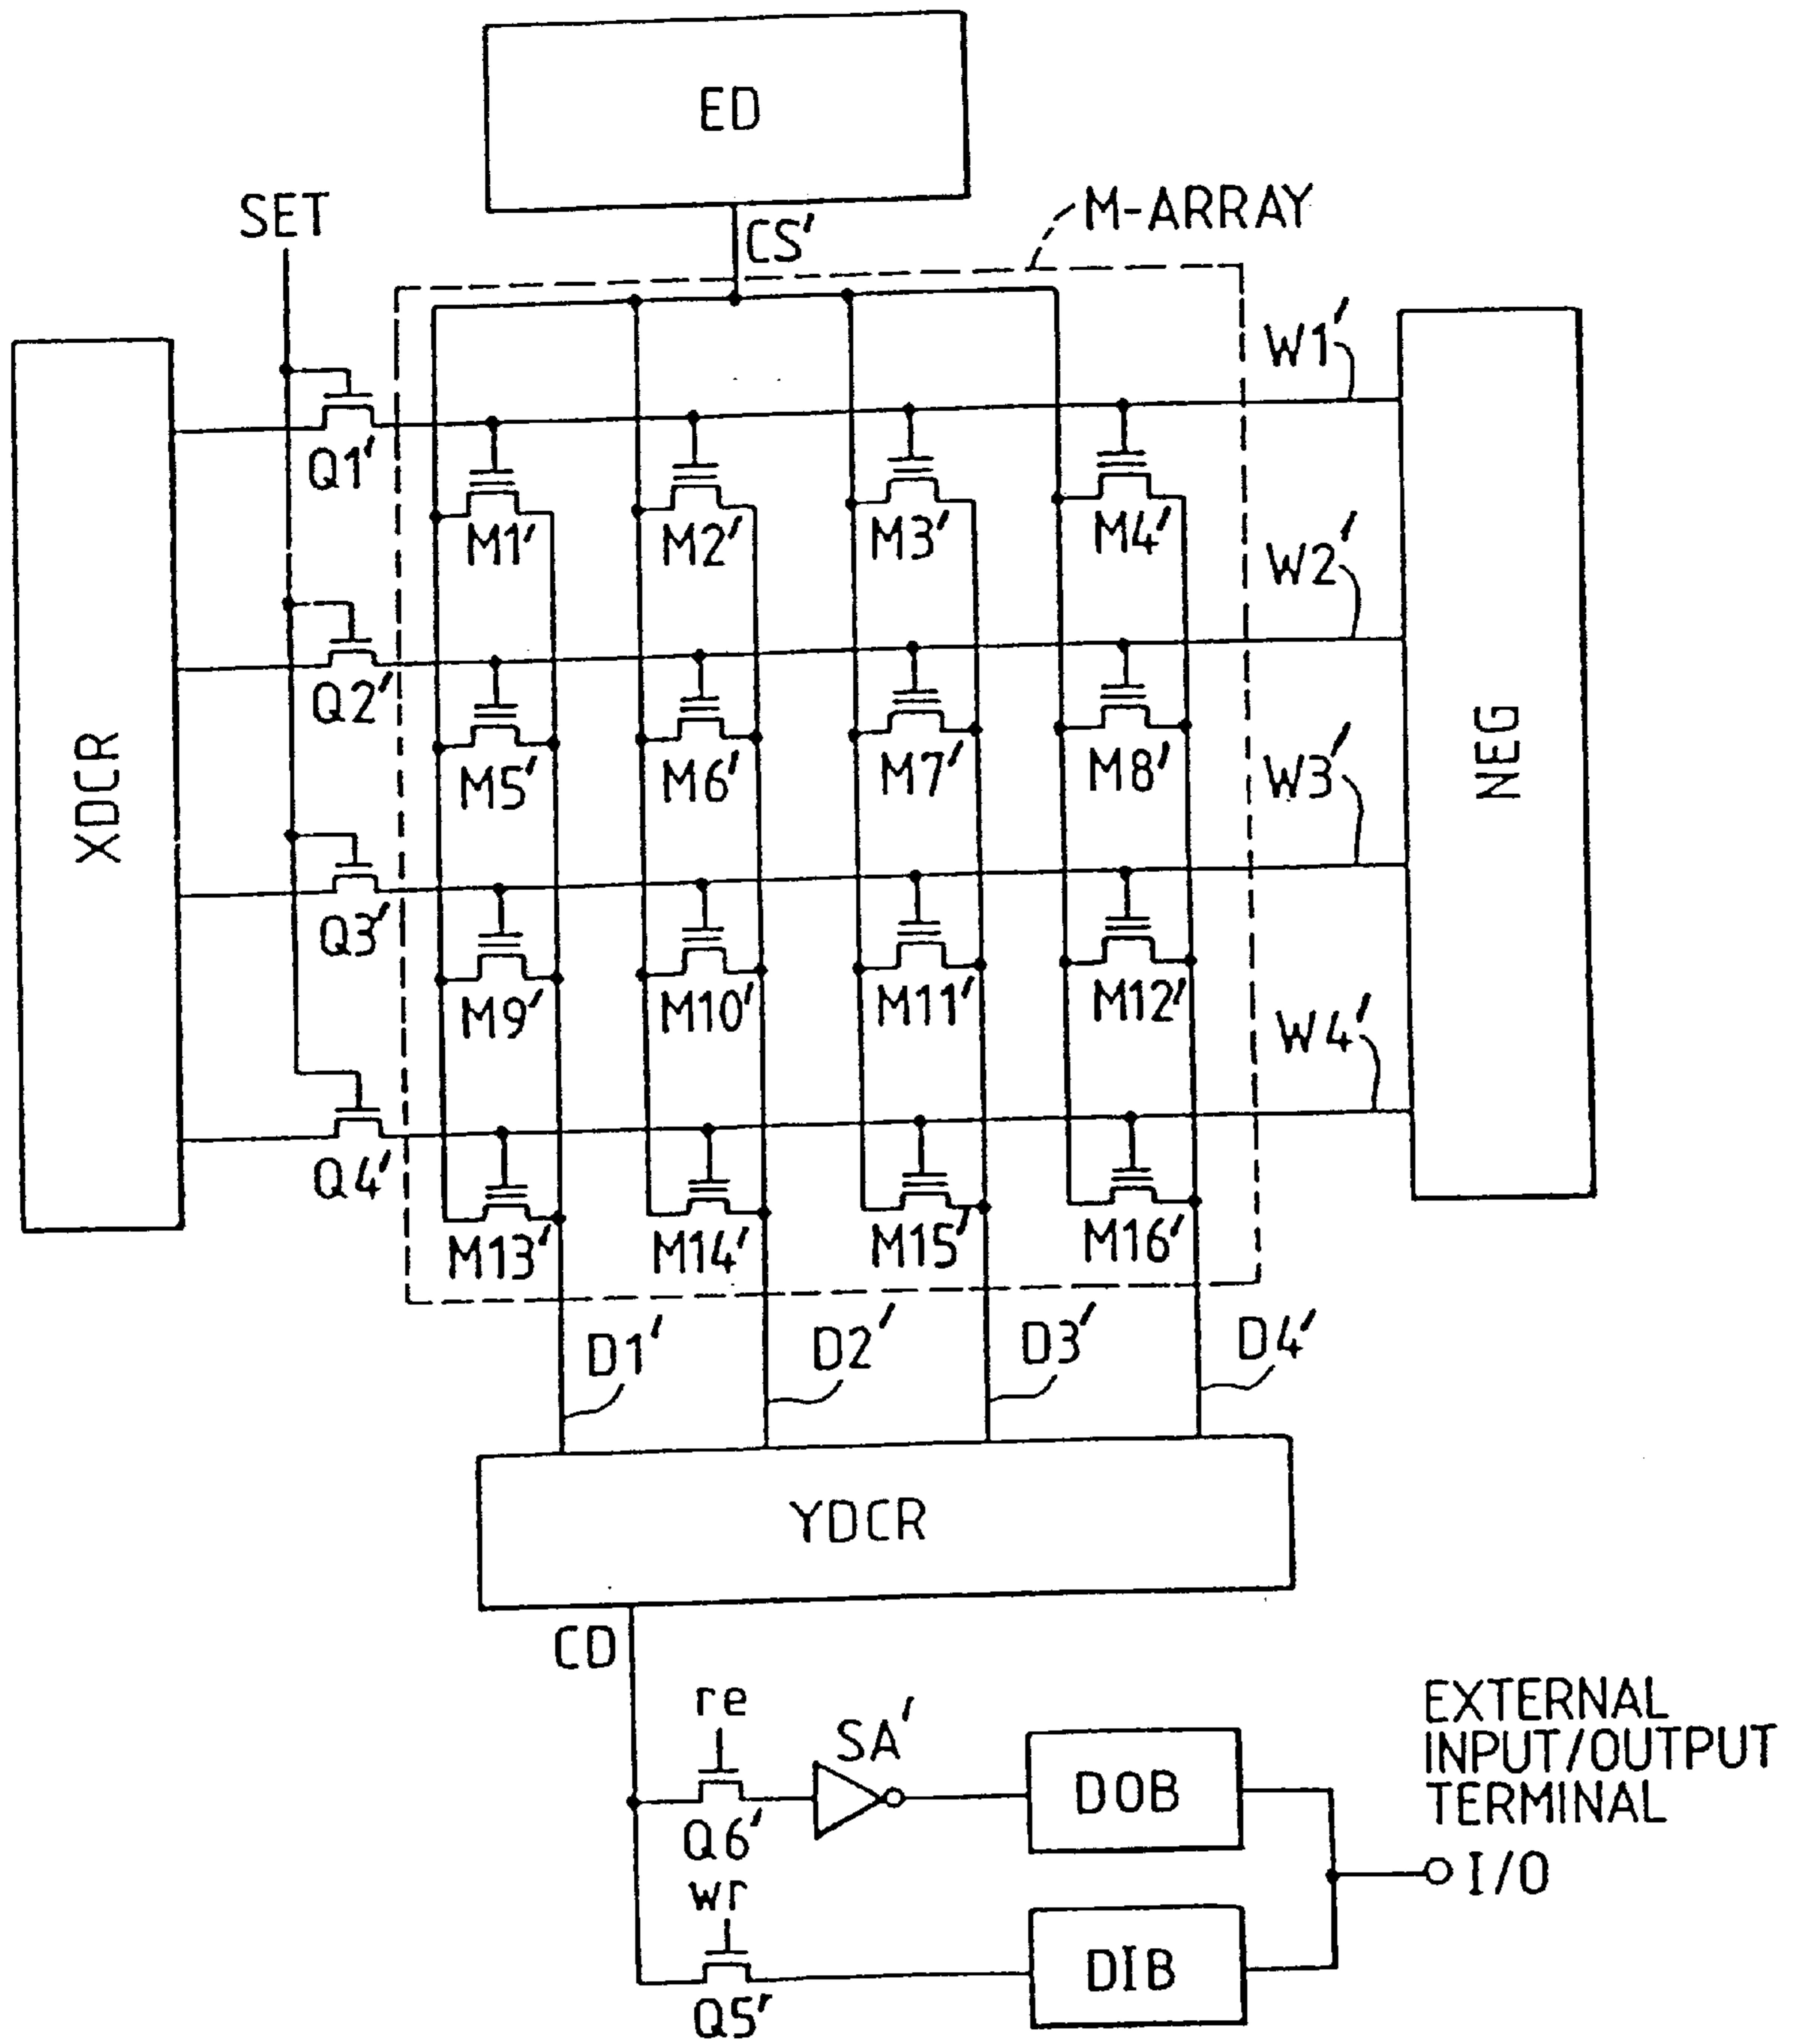 ED
SET
CS'
M-ARRAY
W1'
Q1'
M1' M2' M3' M4'
W2'
Q2'
XDCR
NEG
M5' M6' M7' M8'
W3'
Q3'
M9' M10' M11' M12'
W4'
Q4'
M13' M14' M15' M16'
D1' D2' D3' D4'
YDCR
CD
re
SA'
DOB
Q6'
EXTERNAL
INPUT/OUTPUT
TERMINAL
I/O
wr
DIB
Q5'